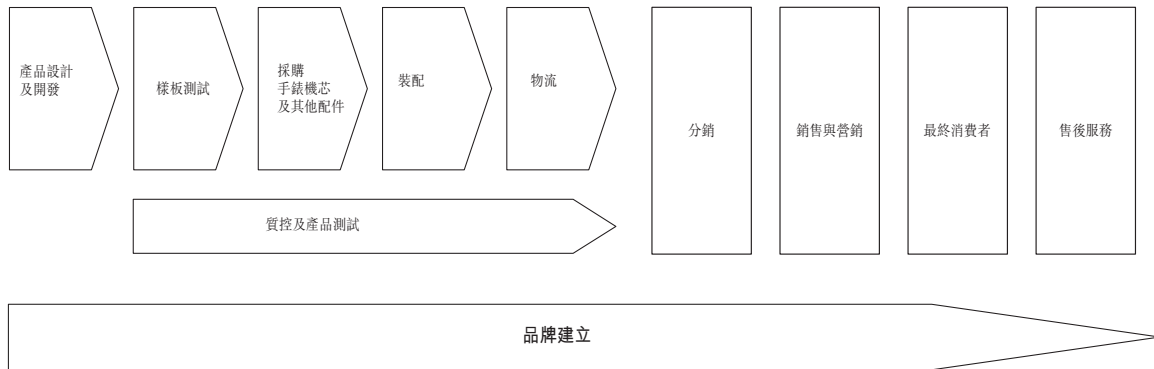 產品設計
及開發
樣板測試
採購
手錶機芯
及其他配件
裝配
物流
分銷
銷售與營銷
最終消費者
售後服務
質控及產品測試
品牌建立